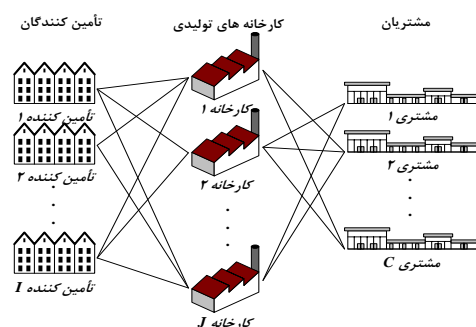 مشتریان
کارخانه های تولیدی
تأمین کنندگان
مشتری ۱
مشتری ۲
مشتری C
کارخانه ۱
کارخانه ۲
کارخانه J
تأمین کننده ۱
تأمین کننده ۲
تأمین کننده I